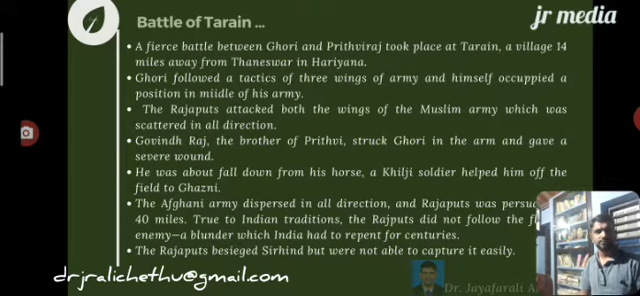 jr media
Battle of Tarain ...
• A fierce battle between Ghori and Prithviraj took place at Tarain, a village 14
miles away from Thaneswar in Hariyana.
• Ghori followed a tactics of three wings of army and himself occuppied a
position in miidle of his army.
• The Rajaputs attacked both the wings of the Muslim army which was
scattered in all direction.
• Govindh Raj, the brother of Prithvi, struck Ghori in the arm and gave a
severe wound.
• He was about fall down from his horse, a Khilji soldier helped him off the
field to Ghazni.
• The Afghani army dispersed in all direction, and Rajaputs was
40 miles. True to Indian traditions, the Rajputs did not follow the
enemy—a blunder which India had to repent for centuries.
• The Rajaputs besieged Sirhind but were not able to capture it easily.
drjralichethu@gmail.com
Dr. Jayafarali A